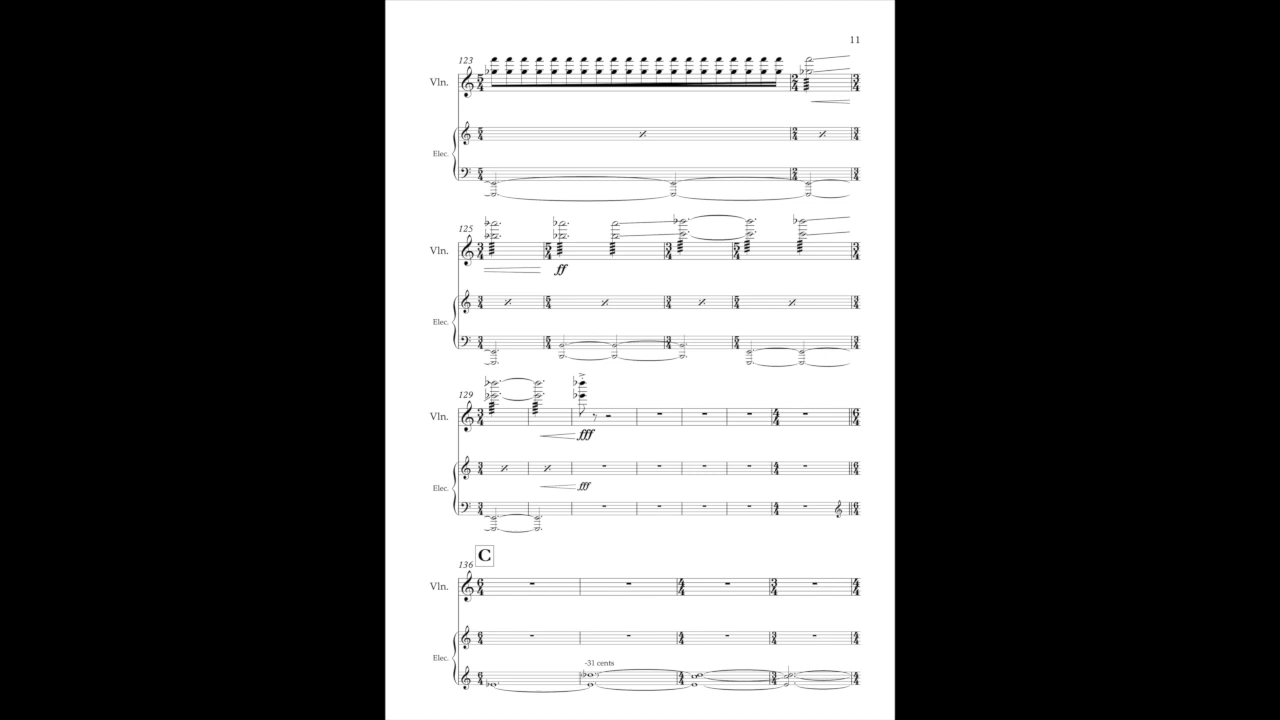 11
123
Vln.
Elec.
125
Vln.
ff
Elec.
129
Vln.
fff
Elec.
fff
C
136
Vln.
Elec.
-31 cents